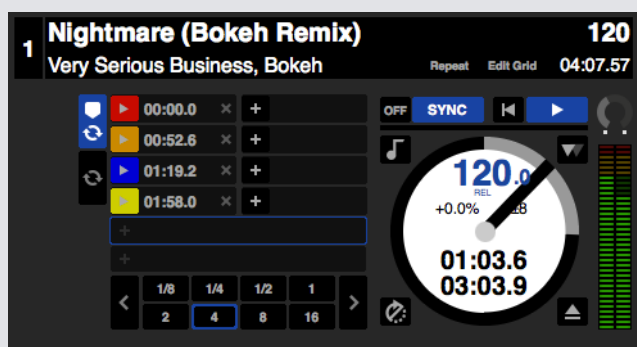 1
Nightmare (Bokeh Remix) 120
Very Serious Business, Bokeh Repeat Edit Grid 04:07.57
OFF SYNC
00:00.0
00:52.6
01:19.2
01:58.0
120.0
REL
+0.0%
01:03.6
03:03.9
1/8 1/4 1/2 1
2 4 8 16